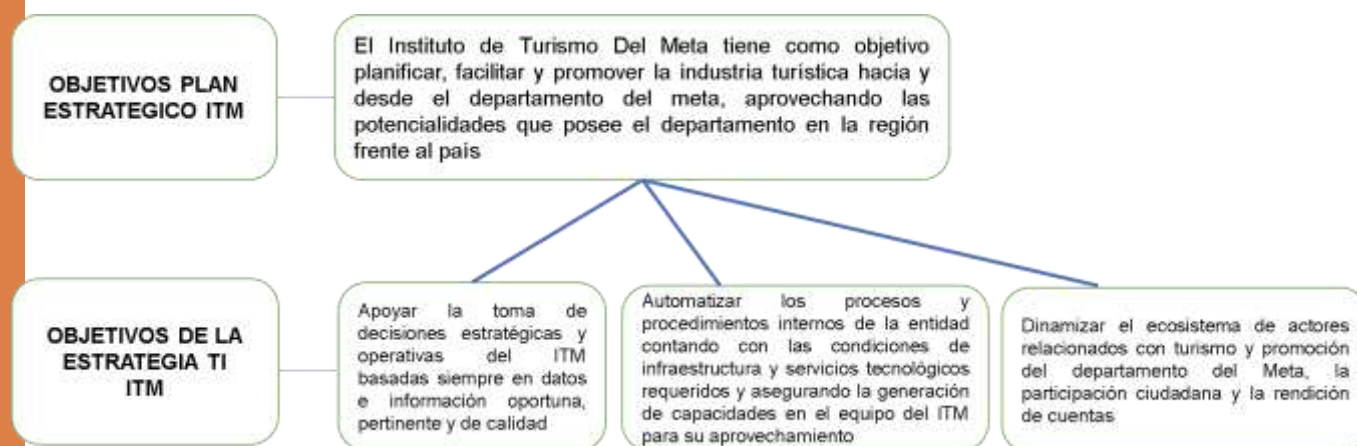 OBJETIVOS PLAN
ESTRATEGICO ITM
El Instituto de Turismo Del Meta tiene como objetivo
planificar, facilitar y promover la industria turística hacia y
desde el departamento del meta, aprovechando las
potencialidades que posee el departamento en la región
frente al país
OBJETIVOS DE LA
ESTRATEGIA TI
ITM
Apoyar la toma de
decisiones estratégicas y
operativas del ITM
basadas siempre en datos
e información oportuna,
pertinente y de calidad
Automatizar los procesos y
procedimientos internos de la entidad
contando con las condiciones de
infraestructura y servicios tecnológicos
requeridos y asegurando la generación
de capacidades en el equipo del ITM
para su aprovechamiento
Dinamizar el ecosistema de actores
relacionados con turismo y promoción
del departamento del Meta, la
participación ciudadana y la rendición
de cuentas